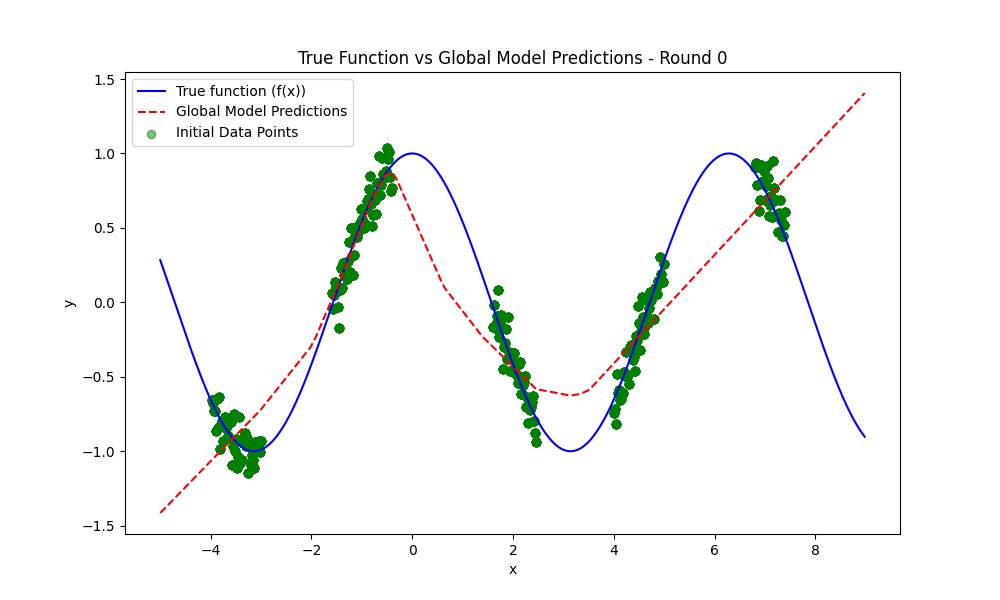 True Function vs Global Model Predictions - Round 0
True function (f(x))
Global Model Predictions
Initial Data Points
y
1.5
1.0
0.5
0.0
−0.5
−1.0
−1.5
−4 −2 0 2 4 6 8
x